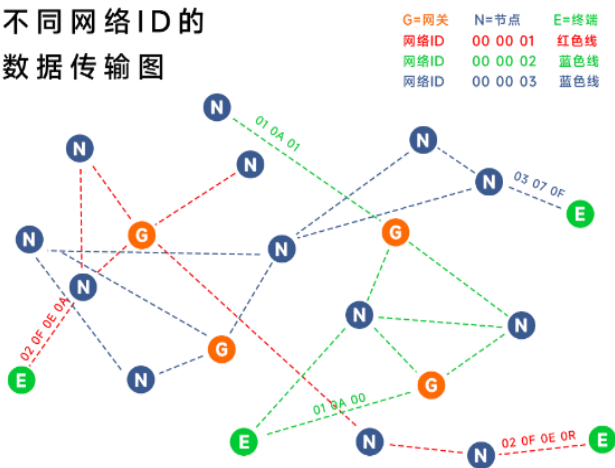 不同网络ID的
数据传输图
G=网关 N=节点 E=终端
网络ID 00 00 01 红色线
网络ID 00 00 02 蓝色线
网络ID 00 00 03 蓝色线
N
01 0A 01
N
N
N
N
03 07 0F
E
G
G
N
N
N
N
N
02 0F 0E 0A
G
E
N
G
01 0A 00
E
N
N
02 0F 0E 0R
E